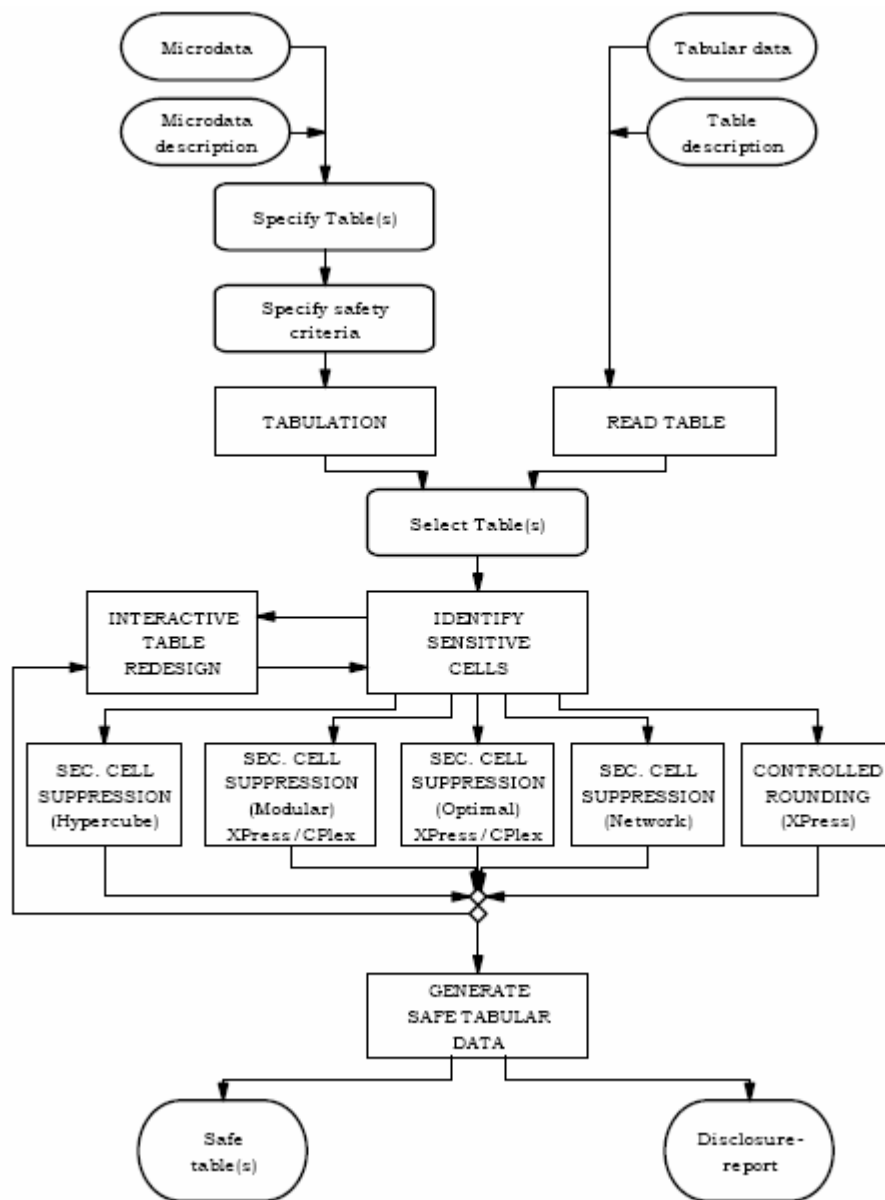 Microdata
Tabular data
Microdata
description
Table
description
Specify Table(s)
Specify safety
criteria
TABULATION
READ TABLE
Select Table(s)
INTERACTIVE
TABLE
REDESIGN
IDENTIFY
SENSITIVE
CELLS
SEC. CELL
SUPPRESSION
(Hypercube)
SEC. CELL
SUPPRESSION
(Modular)
XPress/CPlex
SEC. CELL
SUPPRESSION
(Optimal)
XPress/CPlex
SEC. CELL
SUPPRESSION
(Network)
CONTROLLED
ROUNDING
(XPress)
GENERATE
SAFE TABULAR
DATA
Safe
table(s)
Disclosure-
report